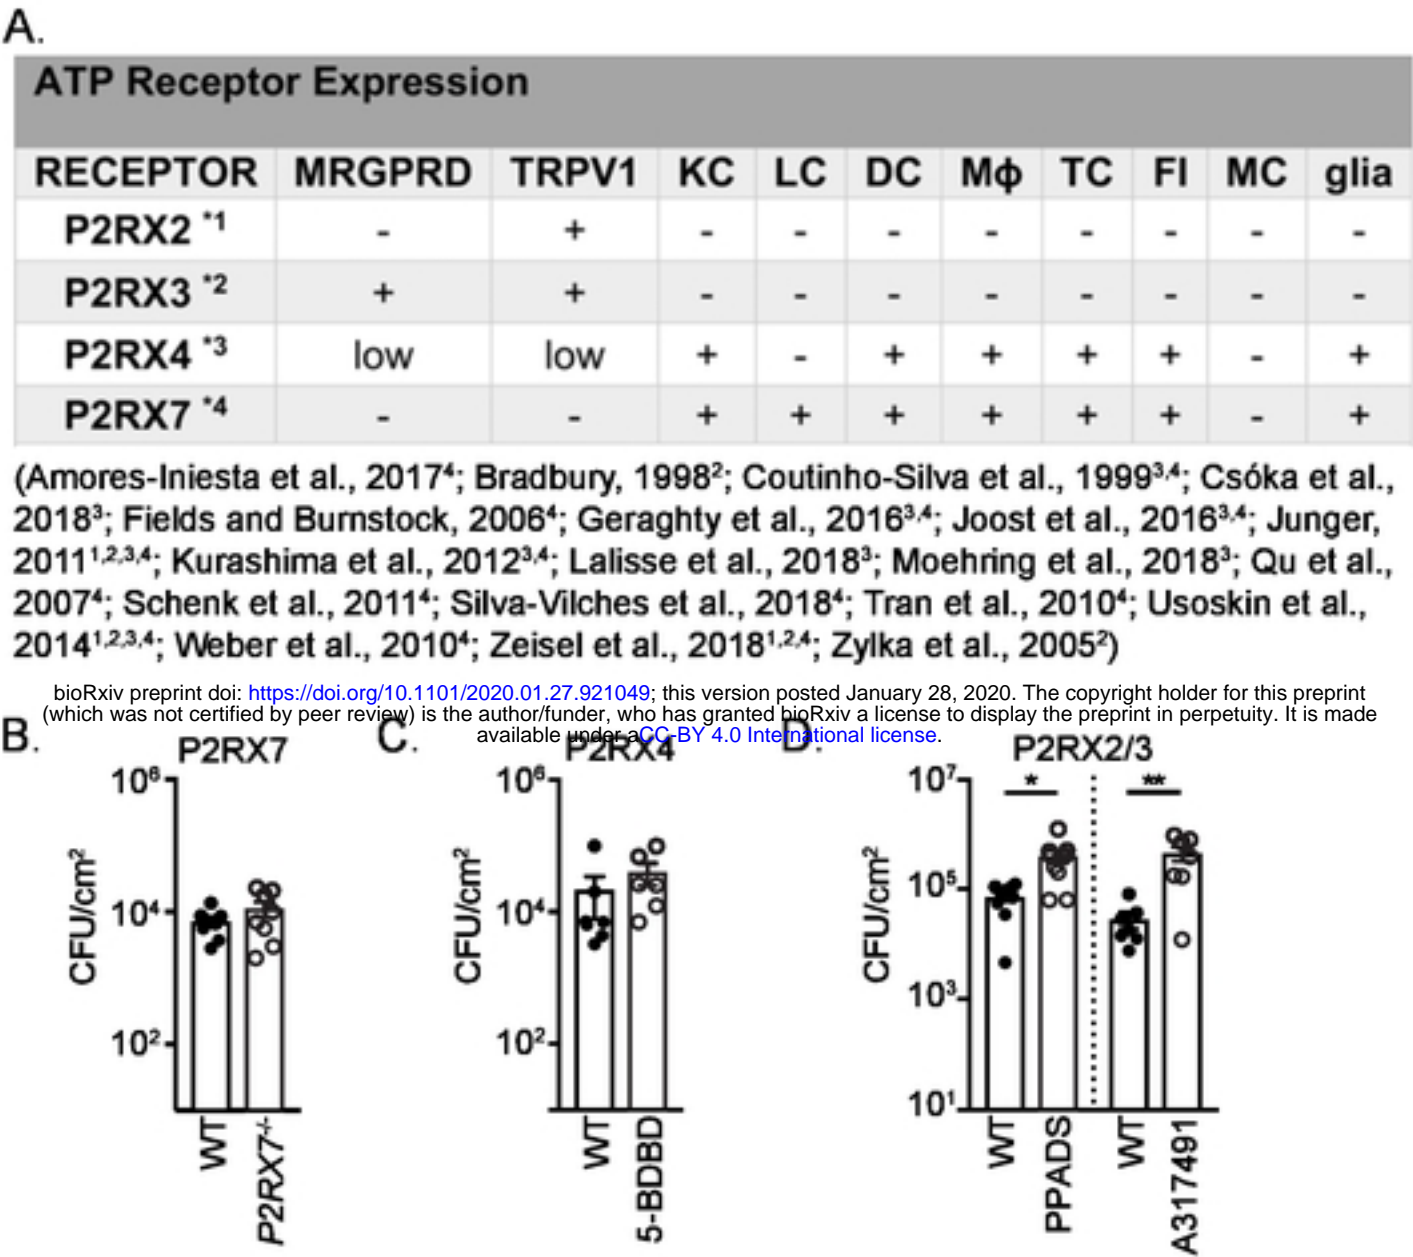 A.
ATP Receptor Expression
RECEPTOR MRGPRD TRPV1 KC LC DC Mϕ TC FI MC glia
P2RX2 *1 - + - - - - - - - -
P2RX3 *2 + + - - - - - - - -
P2RX4 *3 low low + - + + + + - +
P2RX7 *4 - - + + + + + + - +
(Amores-Iniesta et al., 2017⁴; Bradbury, 1998²; Coutinho-Silva et al., 1999³,⁴; Csóka et al.,
2018³; Fields and Burnstock, 2006⁴; Geraghty et al., 2016³,⁴; Joost et al., 2016³,⁴; Junger,
2011¹,²,³,⁴; Kurashima et al., 2012³,⁴; Lalisse et al., 2018³; Moehring et al., 2018³; Qu et al.,
2007⁴; Schenk et al., 2011⁴; Silva-Vilches et al., 2018⁴; Tran et al., 2010⁴; Usoskin et al.,
2014¹,²,³,⁴; Weber et al., 2010⁴; Zeisel et al., 2018¹,²,⁴; Zylka et al., 2005²)
bioRxiv preprint doi: https://doi.org/10.1101/2020.01.27.921049; this version posted January 28, 2020. The copyright holder for this preprint
(which was not certified by peer review) is the author/funder, who has granted bioRxiv a license to display the preprint in perpetuity. It is made
available under aCC-BY 4.0 International license.
B.
P2RX7
10⁶
10⁴
10²
CFU/cm²
WT
P2RX7⁻/⁻
C.
P2RX4
10⁶
10⁴
10²
CFU/cm²
WT
5-BDBD
D.
P2RX2/3
* **
10⁷
10⁵
10³
10¹
CFU/cm²
WT
PPADS
WT
A317491